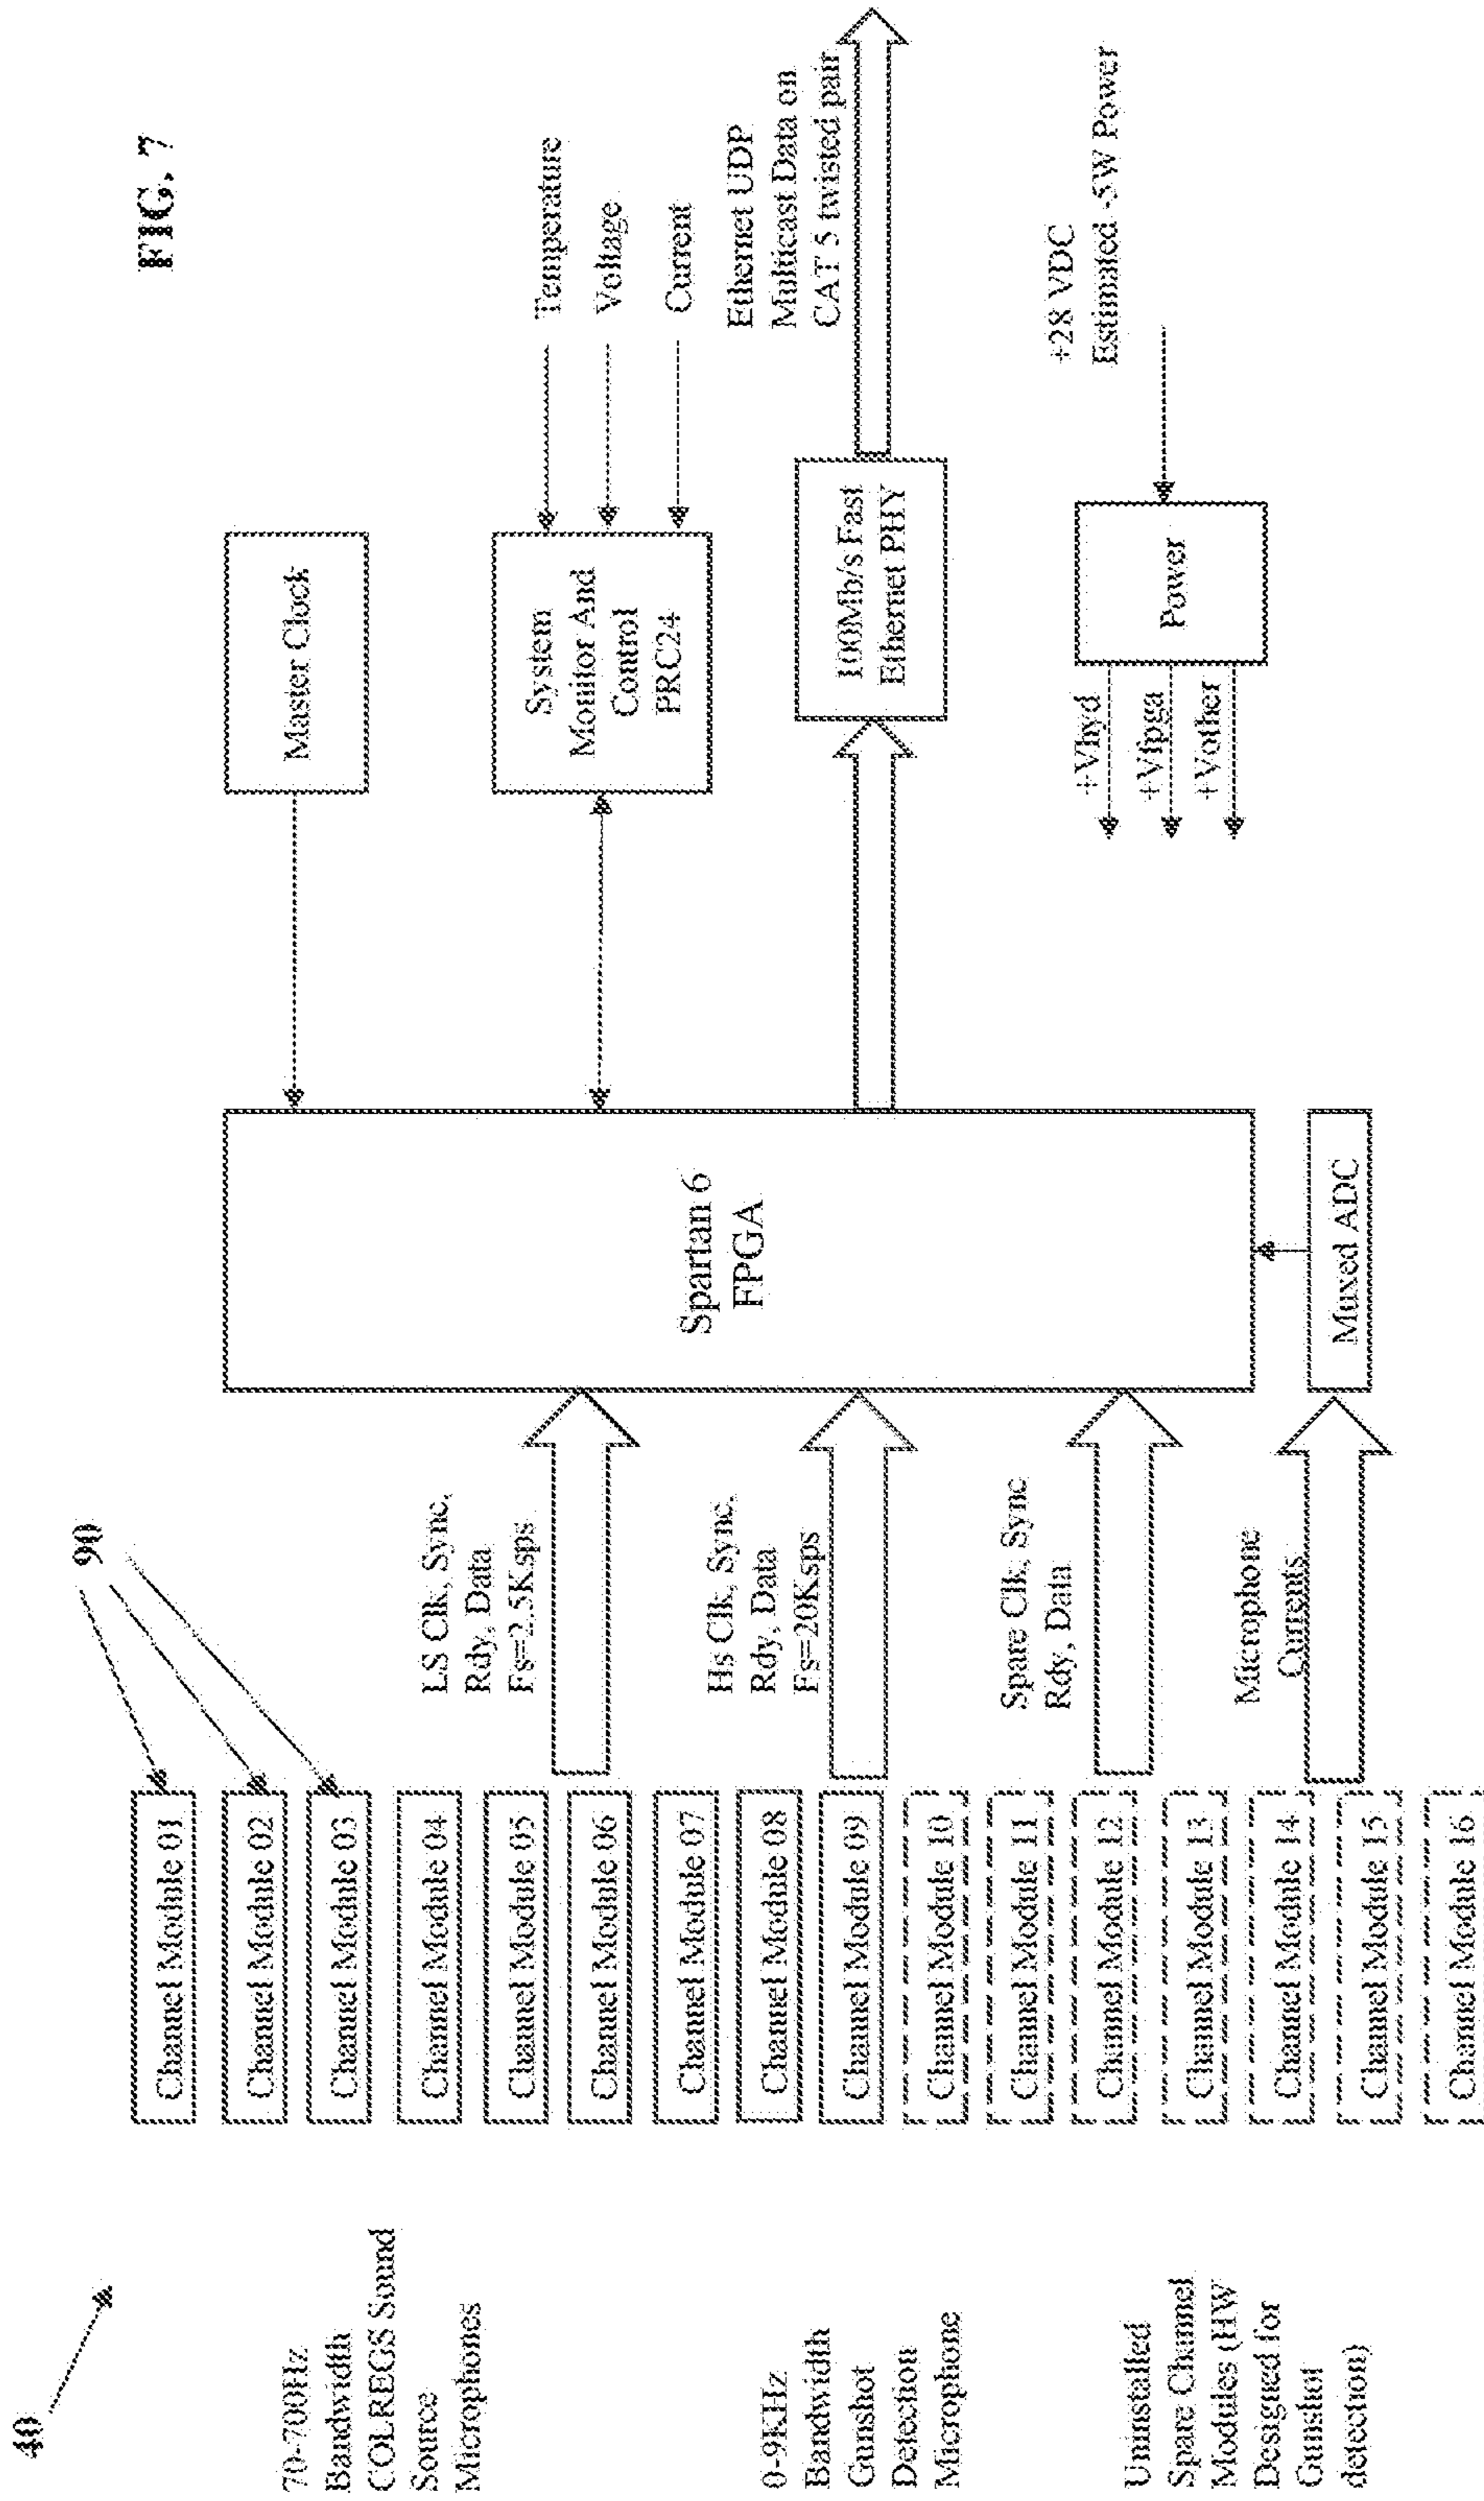 FIG. 7
40
90
70-700Hz
Bandwidth
COLREGS Sound
Source
Microphones
0-9KHz
Bandwidth
Gunshot
Detection
Microphone
Uninstalled
Spare Channel
Modules (HW
Designed for
Gunshot
detection)
Channel Module 01
Channel Module 02
Channel Module 03
Channel Module 04
Channel Module 05
Channel Module 06
Channel Module 07
Channel Module 08
Channel Module 09
Channel Module 10
Channel Module 11
Channel Module 12
Channel Module 13
Channel Module 14
Channel Module 15
Channel Module 16
LS Clk, Sync,
Rdy, Data
Fs=2.5Ksps
Hs Clk, Sync,
Rdy, Data
Fs=20Ksps
Spare Clk, Sync
Rdy, Data
Microphone
Currents
Spartan 6
FPGA
Muxed ADC
Master Clock
System
Monitor And
Control
PRC24
Temperature
Voltage
Current
100Mb/s Fast
Ethernet PHY
Ethernet UDP
Multicast Data on
CAT 5 twisted pair
+28 VDC
Estimated -5W Power
Power
+Vhyd
+Vfpga
+Vother